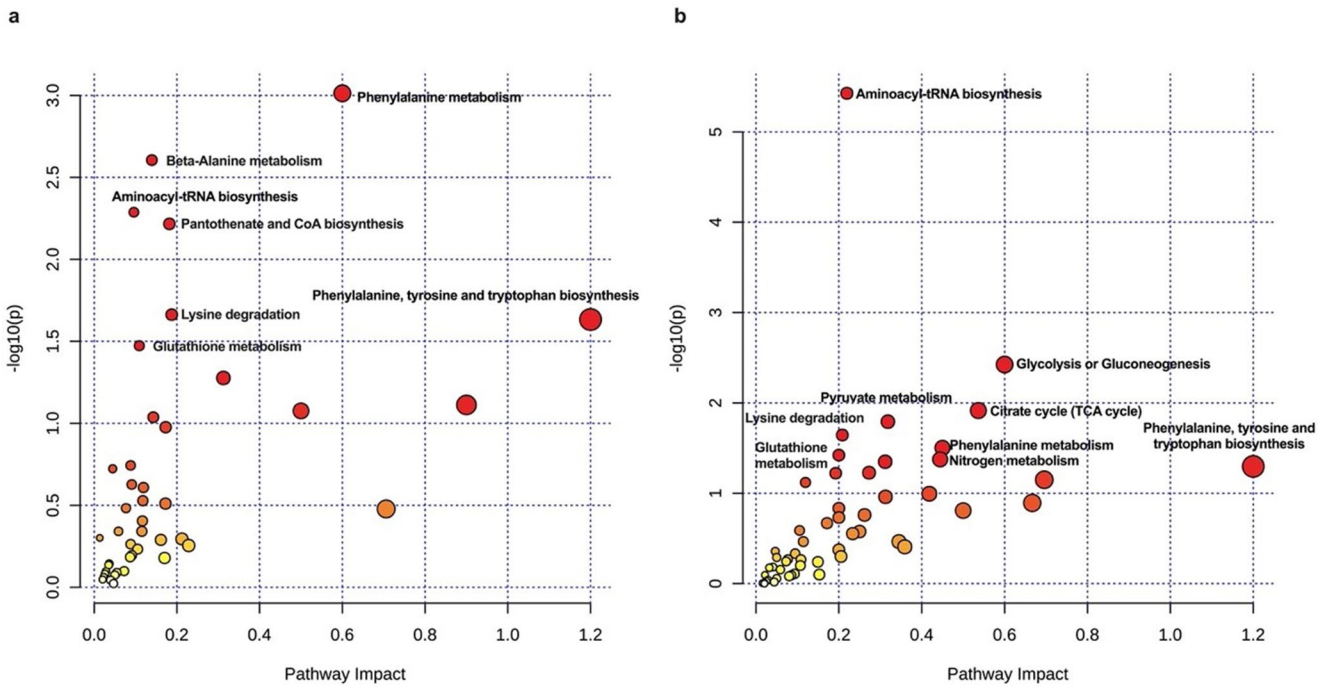 a
3.0
2.5
2.0
1.5
1.0
0.5
0.0
-log10(p)
Phenylalanine metabolism
Beta-Alanine metabolism
Aminoacyl-tRNA biosynthesis
Pantothenate and CoA biosynthesis
Phenylalanine, tyrosine and tryptophan biosynthesis
Lysine degradation
Glutathione metabolism
0.0 0.2 0.4 0.6 0.8 1.0 1.2
Pathway Impact
b
5
4
3
2
1
0
-log10(p)
Aminoacyl-tRNA biosynthesis
Glycolysis or Gluconeogenesis
Pyruvate metabolism
Citrate cycle (TCA cycle)
Lysine degradation
Phenylalanine, tyrosine and
tryptophan biosynthesis
Glutathione
metabolism
Phenylalanine metabolism
Nitrogen metabolism
0.0 0.2 0.4 0.6 0.8 1.0 1.2
Pathway Impact